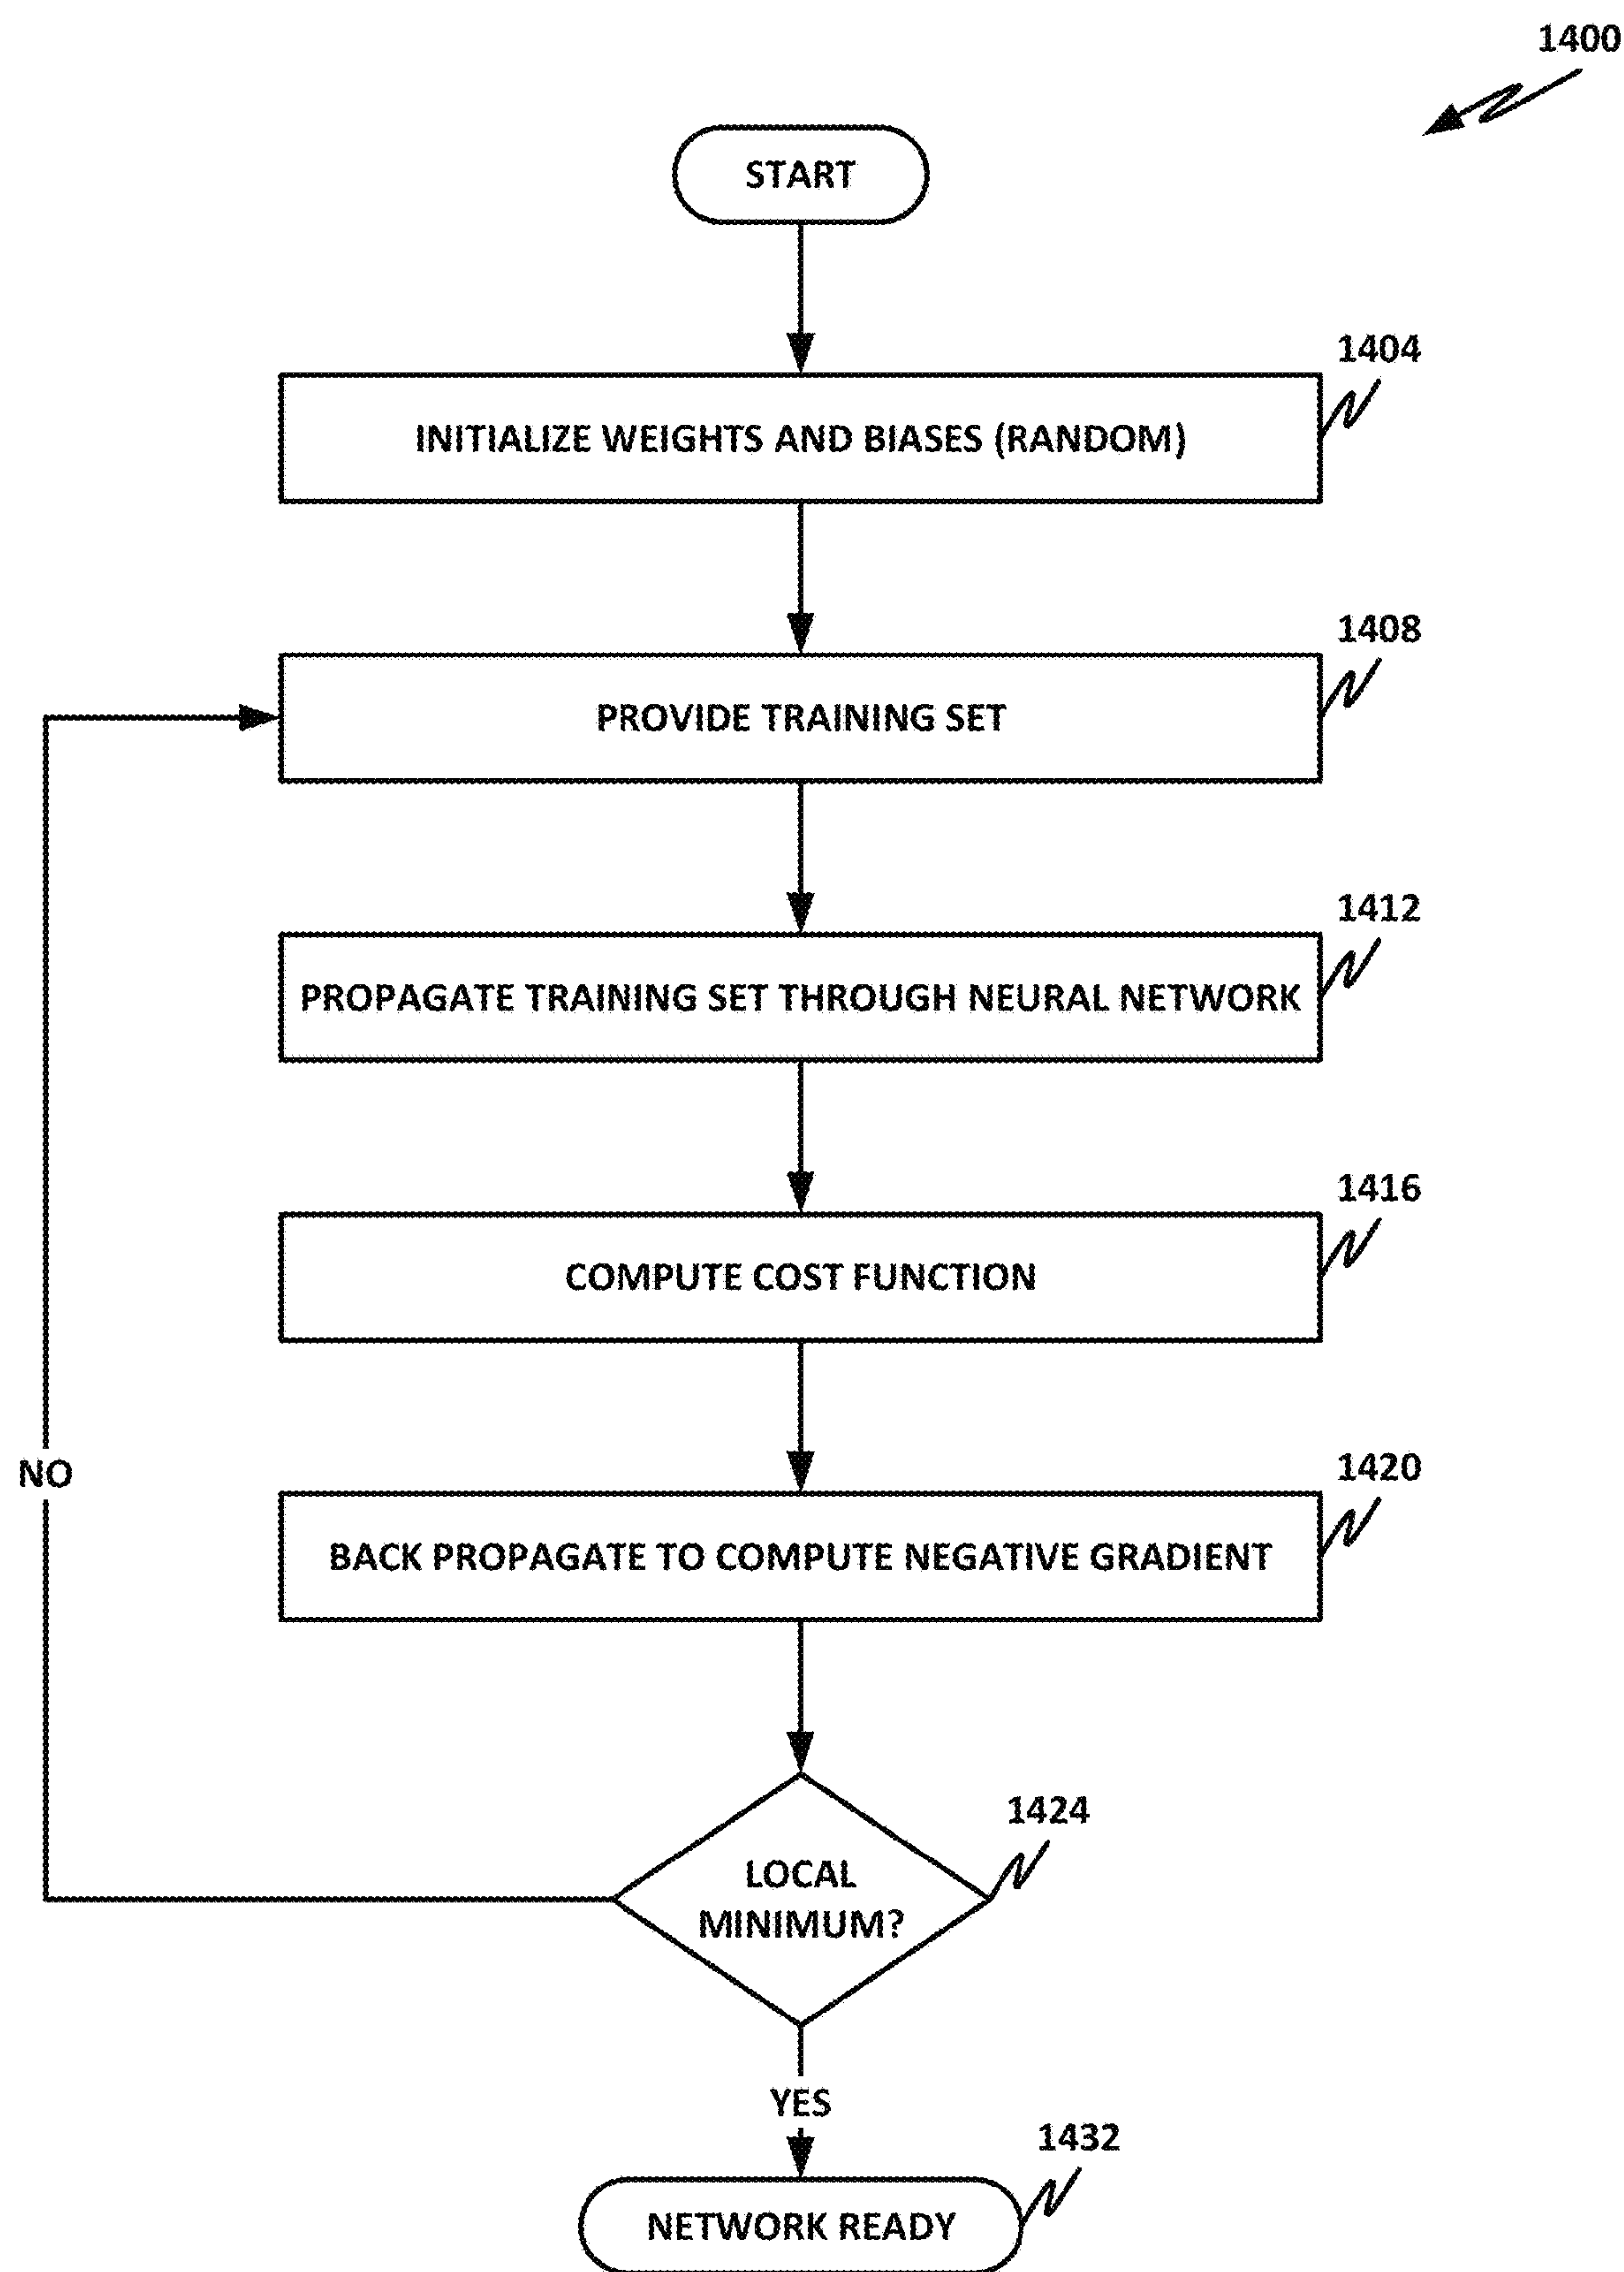 1400
START
1404
INITIALIZE WEIGHTS AND BIASES (RANDOM)
1408
PROVIDE TRAINING SET
1412
PROPAGATE TRAINING SET THROUGH NEURAL NETWORK
1416
COMPUTE COST FUNCTION
NO
1420
BACK PROPAGATE TO COMPUTE NEGATIVE GRADIENT
1424
LOCAL
MINIMUM?
YES
1432
NETWORK READY